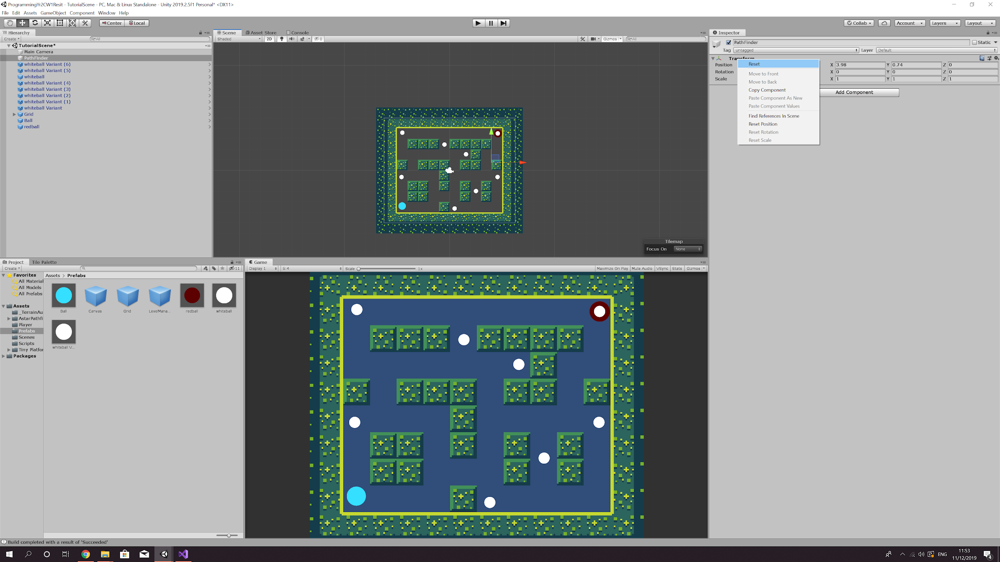 ProgrammingYr2CW1Resit - TutorialScene - PC, Mac & Linux Standalone - Unity 2019.2.5f1 Personal* <DX11>
File Edit Assets GameObject Component Window Help
Center Local Collab Account Layers Layout
Hierarchy
Create All
TutorialScene*
Main Camera
PathFinder
whiteball Variant (6)
whiteball Variant (5)
whiteball
whiteball Variant (4)
whiteball Variant (3)
whiteball Variant (2)
whiteball Variant (1)
whiteball Variant
Grid
Ball
redball
Scene Asset Store Console
Shaded 2D 0 Gizmos All
Tilemap
Focus On None
Inspector
PathFinder Static
Tag Untagged Layer Default
Transform
Position X 3.98 Y 0.74 Z 0
Rotation X 0 Y 0 Z 0
Scale X 1 Y 1 Z 1
Add Component
Reset
Move to Front
Move to Back
Copy Component
Paste Component As New
Paste Component Values
Find References In Scene
Reset Position
Reset Rotation
Reset Scale
Project Tile Palette
Create 11
Favorites
All Material
All Models
All Prefabs
Assets
_TerrainAu
AstarPathfi
Player
Prefabs
Scenes
Scripts
Tiny Platfor
Packages
Assets > Prefabs
Ball Canvas Grid LevelMana... redball whiteball
whiteball V...
Game
Display 1 5:4 Scale 1x Maximize On Play Mute Audio VSync Stats Gizmos
Build completed with a result of 'Succeeded'
ENG
11:53
11/12/2019
4